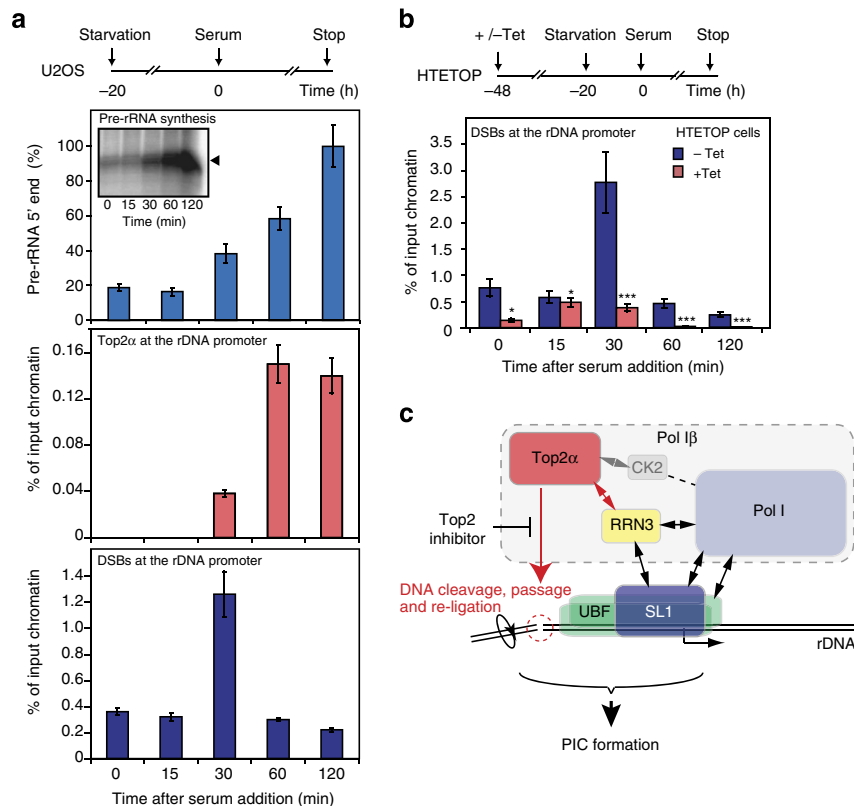 a
Starvation Serum Stop
U2OS
–20 0 Time (h)
Pre-rRNA synthesis
0 15 30 60 120
Time (min)
Pre-rRNA 5' end (%)
100
80
60
40
20
0
Top2α at the rDNA promoter
% of input chromatin
0.16
0.12
0.08
0.04
0
DSBs at the rDNA promoter
% of input chromatin
1.4
1.2
1.0
0.8
0.6
0.4
0.2
0
0 15 30 60 120
Time after serum addition (min)
b
+ /–Tet Starvation Serum Stop
HTETOP
–48 –20 0 Time (h)
DSBs at the rDNA promoter
HTETOP cells
– Tet
+Tet
% of input chromatin
3.5
3.0
2.5
2.0
1.5
1.0
0.5
0.0
* * *** *** ***
0 15 30 60 120
Time after serum addition (min)
c
Pol Iβ
Top2α
CK2
Pol I
RRN3
Top2
inhibitor
DNA cleavage, passage
and re-ligation
UBF SL1
rDNA
PIC formation